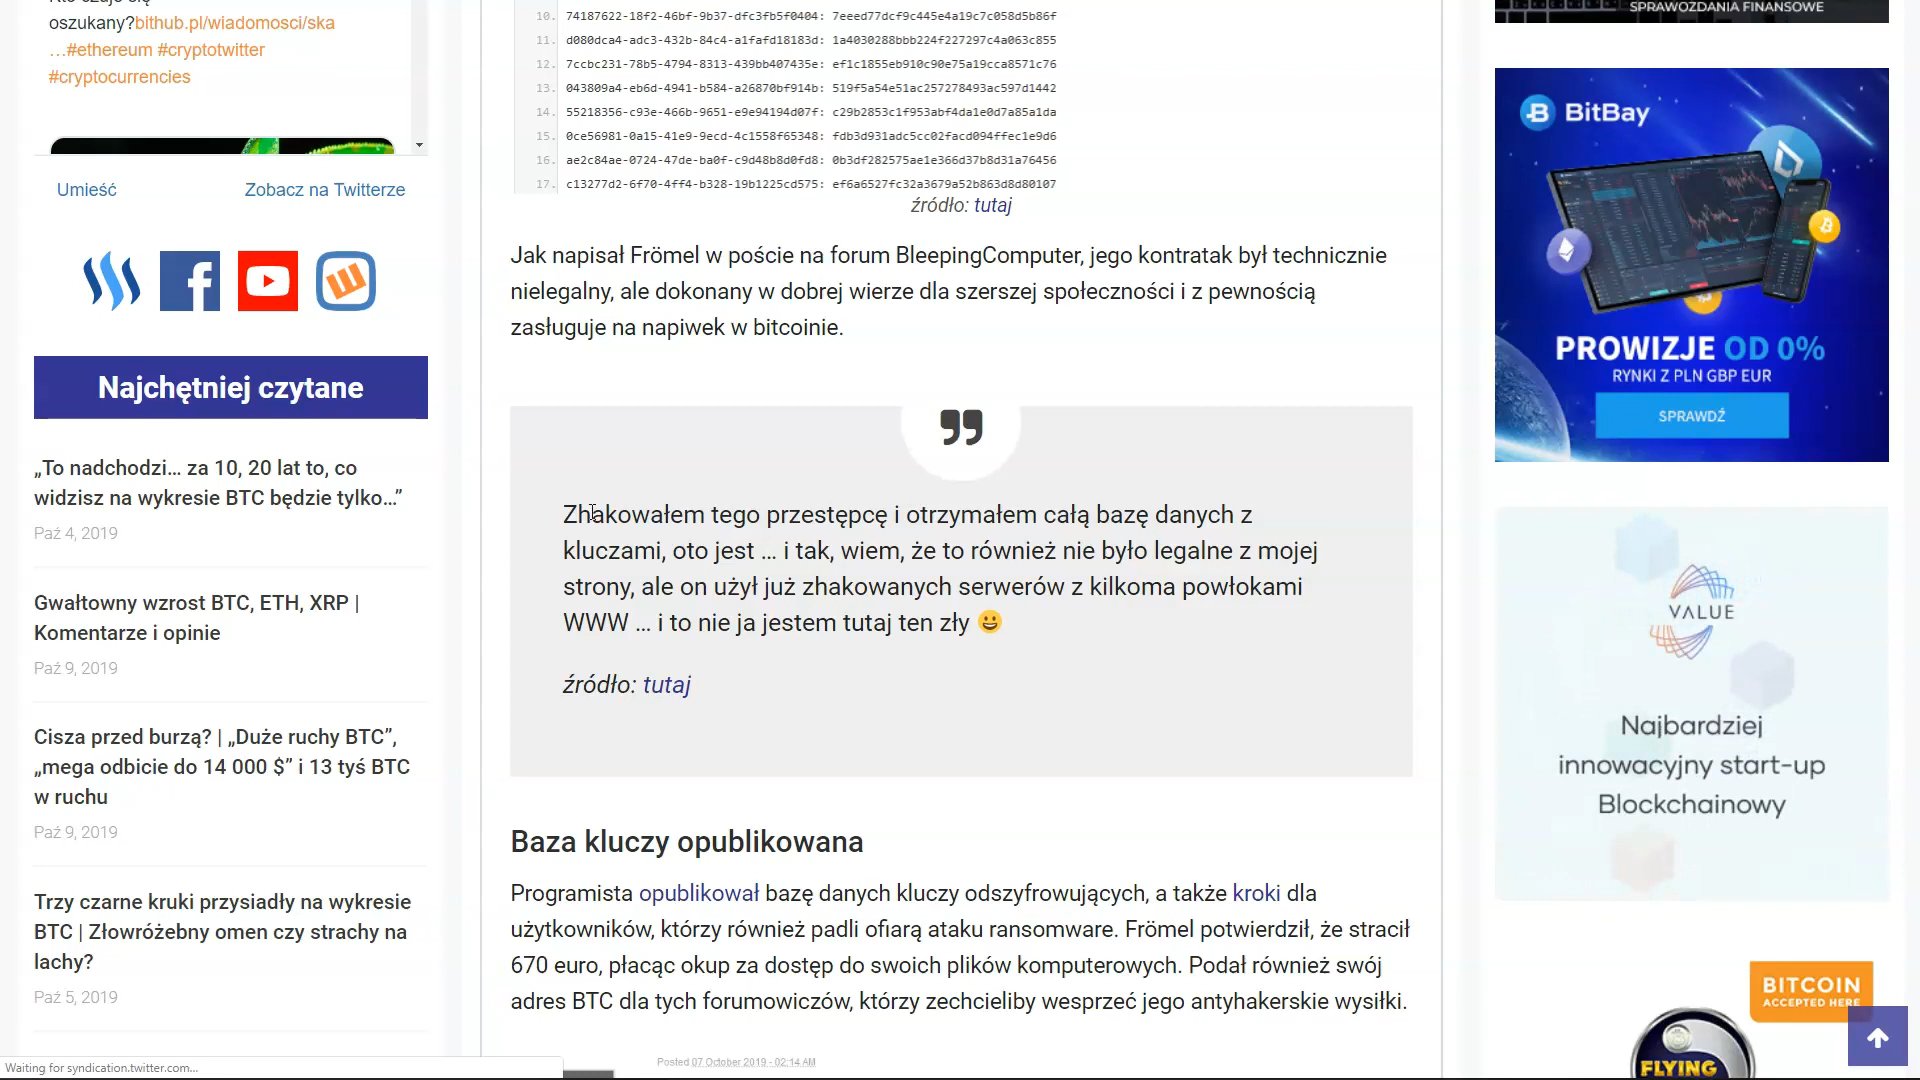 oszukany?bithub.pl/wiadomosci/ska
…#ethereum #cryptotwitter
#cryptocurrencies
Umieść
Zobacz na Twitterze
Najchętniej czytane
„To nadchodzi… za 10, 20 lat to, co
widzisz na wykresie BTC będzie tylko…”
Paź 4, 2019
Gwałtowny wzrost BTC, ETH, XRP |
Komentarze i opinie
Paź 9, 2019
Cisza przed burzą? | „Duże ruchy BTC”,
„mega odbicie do 14 000 $” i 13 tyś BTC
w ruchu
Paź 9, 2019
Trzy czarne kruki przysiadły na wykresie
BTC | Złowróżebny omen czy strachy na
lachy?
Paź 5, 2019
Waiting for syndication.twitter.com...
10. 74187622-18f2-46bf-9b37-dfc3fb5f0404: 7eeed77dcf9c445e4a19c7c058d5b86f
11. d080dca4-adc3-432b-84c4-a1fafd18183d: 1a4030288bbb224f227297c4a063c855
12. 7ccbc231-78b5-4794-8313-439bb407435e: ef1c1855eb910c90e75a19cca8571c76
13. 043809a4-eb6d-4941-b584-a26870bf914b: 519f5a54e51ac257278493ac597d1442
14. 55218356-c93e-466b-9651-e9e94194d07f: c29b2853c1f953abf4da1e0d7a85a1da
15. 0ce56981-0a15-41e9-9ecd-4c1558f65348: fdb3d931adc5cc02facd094ffec1e9d6
16. ae2c84ae-0724-47de-ba0f-c9d48b8d0fd8: 0b3df282575ae1e366d37b8d31a76456
17. c13277d2-6f70-4ff4-b328-19b1225cd575: ef6a6527fc32a3679a52b863d8d80107
źródło: tutaj
Jak napisał Frömel w poście na forum BleepingComputer, jego kontratak był technicznie
nielegalny, ale dokonany w dobrej wierze dla szerszej społeczności i z pewnością
zasługuje na napiwek w bitcoinie.
Zhakowałem tego przestępcę i otrzymałem całą bazę danych z
kluczami, oto jest … i tak, wiem, że to również nie było legalne z mojej
strony, ale on użył już zhakowanych serwerów z kilkoma powłokami
WWW … i to nie ja jestem tutaj ten zły 😀
źródło: tutaj
Baza kluczy opublikowana
Programista opublikował bazę danych kluczy odszyfrowujących, a także kroki dla
użytkowników, którzy również padli ofiarą ataku ransomware. Frömel potwierdził, że stracił
670 euro, płacąc okup za dostęp do swoich plików komputerowych. Podał również swój
adres BTC dla tych forumowiczów, którzy zechcieliby wesprzeć jego antyhakerskie wysiłki.
Posted 07 October 2019 - 02:14 AM
SPRAWOZDANIA FINANSOWE
BitBay
PROWIZJE OD 0%
RYNKI Z PLN GBP EUR
SPRAWDŹ
VALUE
Najbardziej
innowacyjny start-up
Blockchainowy
BITCOIN
ACCEPTED HERE
FLYING